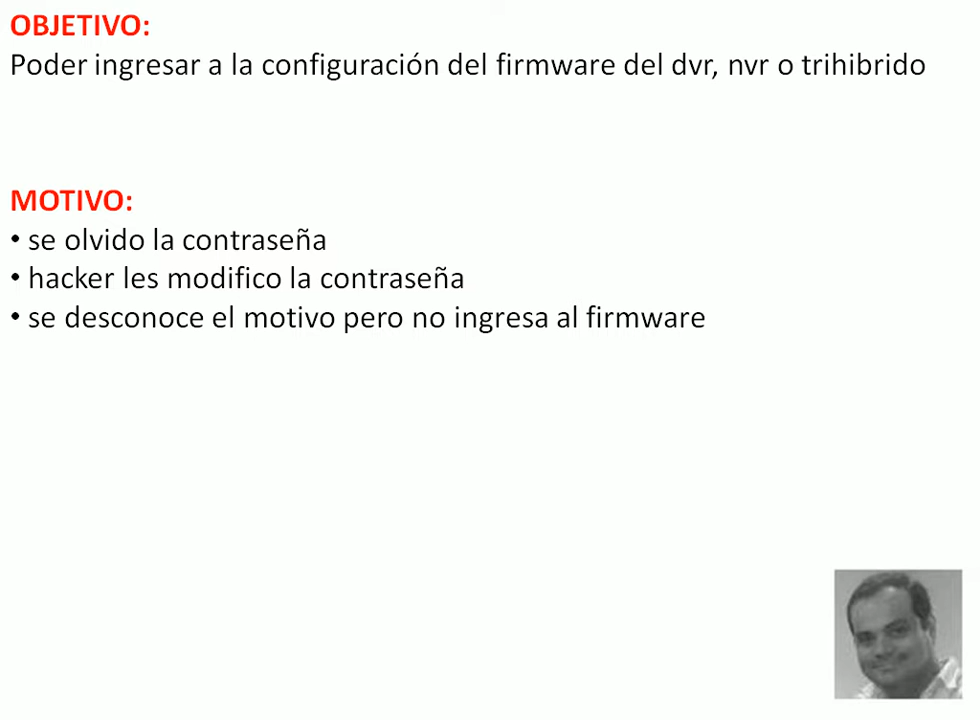 OBJETIVO:
Poder ingresar a la configuración del firmware del dvr, nvr o trihibrido
MOTIVO:
• se olvido la contraseña
• hacker les modifico la contraseña
• se desconoce el motivo pero no ingresa al firmware